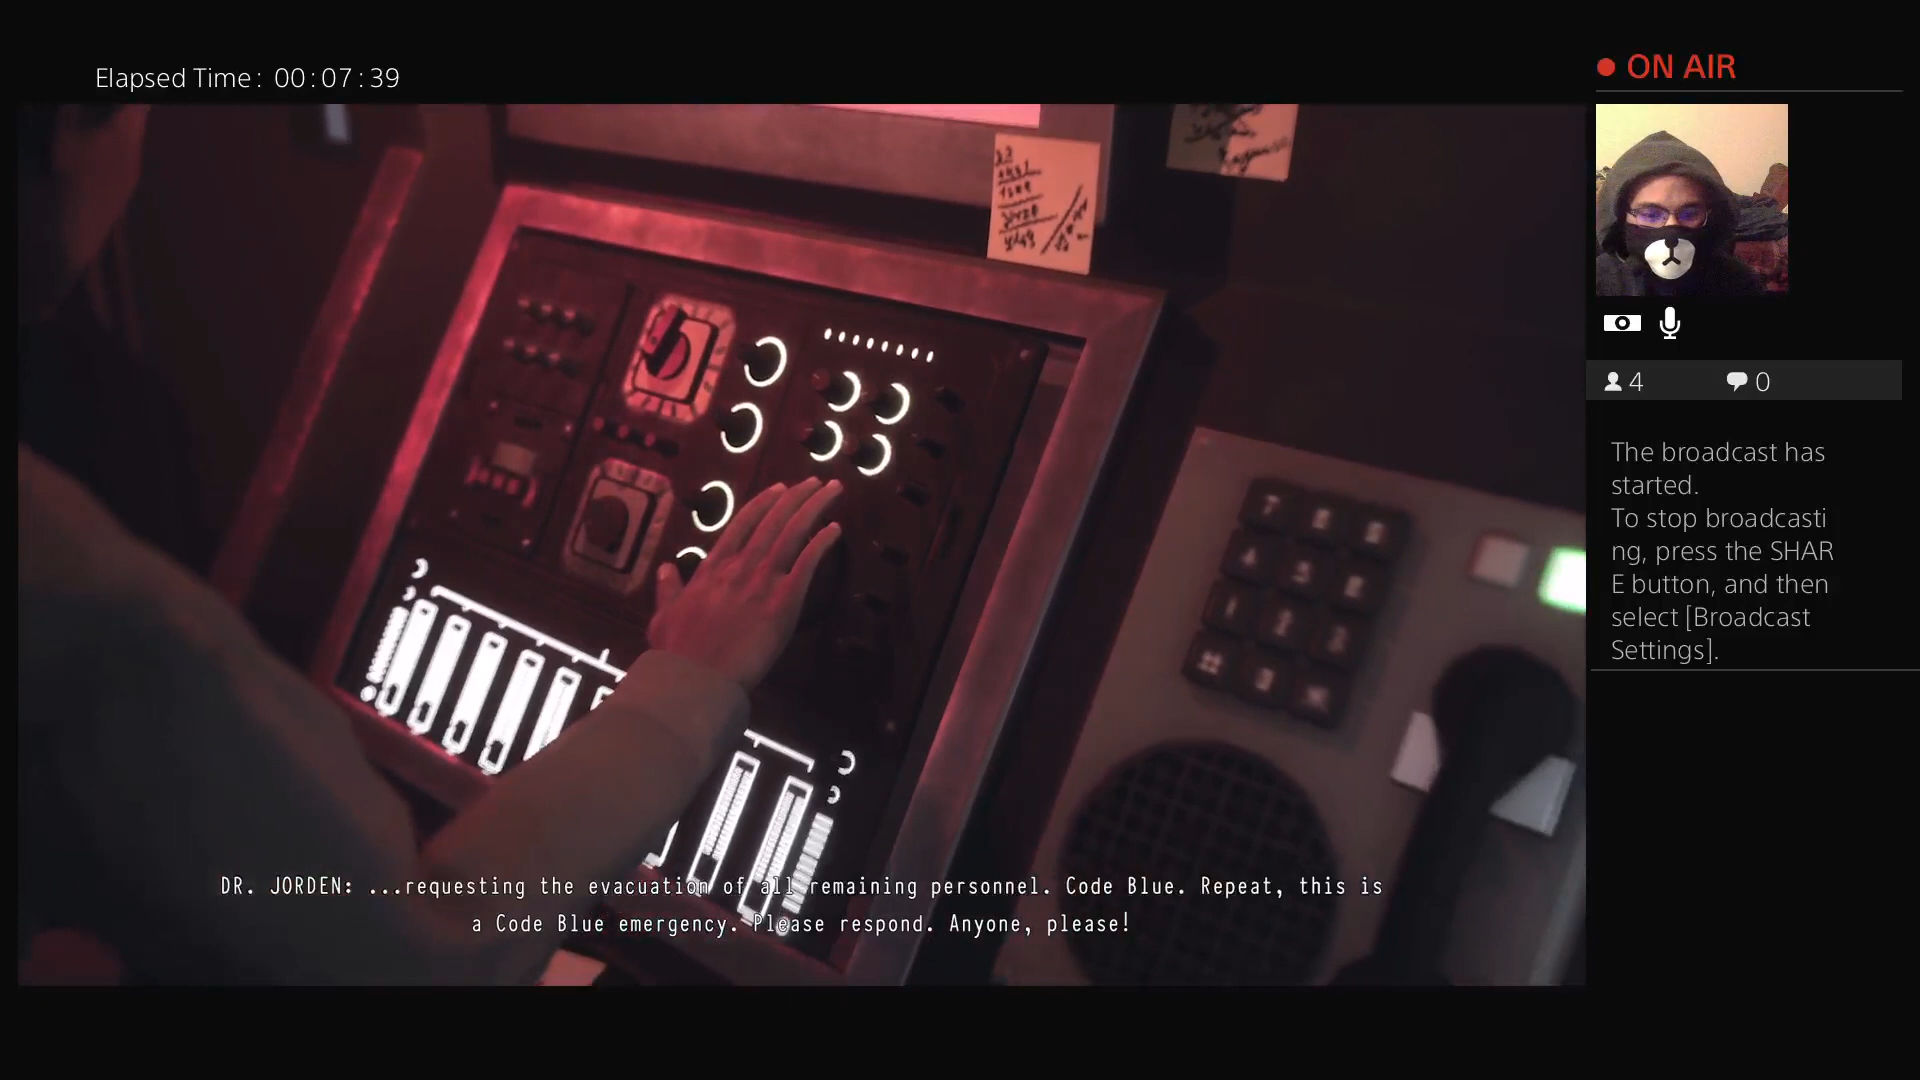 Elapsed Time: 00:07:39
ON AIR
4
0
The broadcast has
started.
To stop broadcasti
ng, press the SHAR
E button, and then
select [Broadcast
Settings].
DR. JORDEN: ...requesting the evacuation of all remaining personnel. Code Blue. Repeat, this is
a Code Blue emergency. Please respond. Anyone, please!